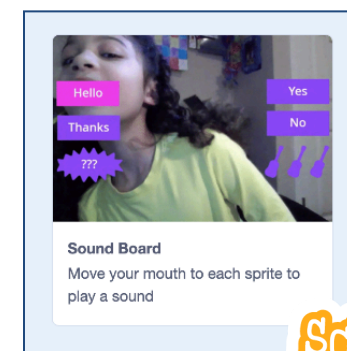 Hello
Yes
Thanks
No
???
Sound Board
Move your mouth to each sprite to
play a sound